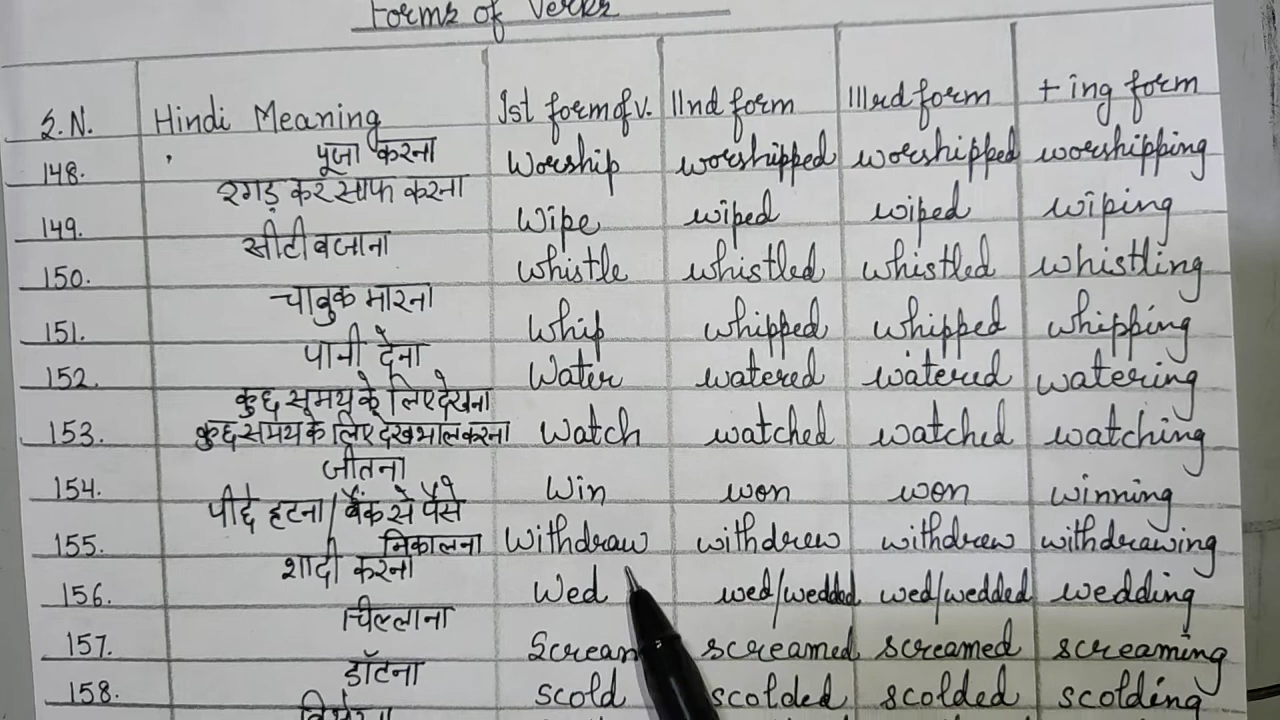 Forms of Verbs
S.N. Hindi Meaning Ist form of v. IInd form IIIrd form + ing form
148. पूजा करना Worship worshipped worshipped worshipping
149. रगड़ कर साफ करना Wipe wiped wiped wiping
150. सीटी बजाना Whistle whistled whistled whistling
151. चाबुक मारना Whip whipped whipped whipping
152. पानी देना Water watered watered watering
कुछ समय के लिए देखना
153. कुछ समय के लिए देखभाल करना Watch watched watched watching
154. जीतना Win won won winning
पीछे हटना / बैंक से पैसे
155. निकालना Withdraw withdrew withdrew withdrawing
156. शादी करना Wed wed/wedded wed/wedded wedding
157. चिल्लाना Scream screamed screamed screaming
158. डाँटना Scold scolded scolded scolding